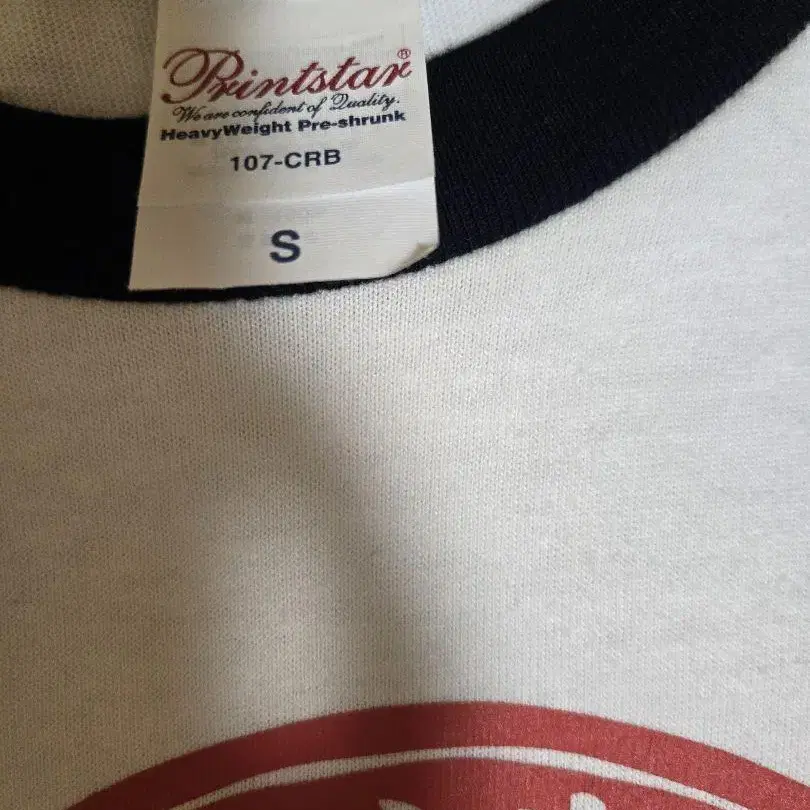 Printstar®
We are confident of Quality.
HeavyWeight Pre-shrunk
107-CRB
S